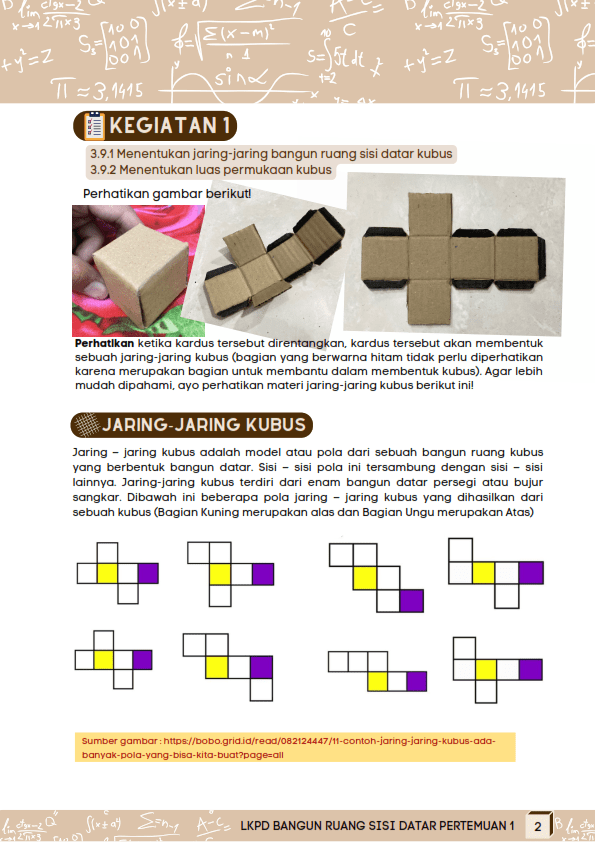 KEGIATAN 1
3.9.1 Menentukan jaring-jaring bangun ruang sisi datar kubus
3.9.2 Menentukan luas permukaan kubus
Perhatikan gambar berikut!
Perhatikan ketika kardus tersebut direntangkan, kardus tersebut akan membentuk
sebuah jaring-jaring kubus (bagian yang berwarna hitam tidak perlu diperhatikan
karena merupakan bagian untuk membantu dalam membentuk kubus). Agar lebih
mudah dipahami, ayo perhatikan materi jaring-jaring kubus berikut ini!
JARING-JARING KUBUS
Jaring – jaring kubus adalah model atau pola dari sebuah bangun ruang kubus
yang berbentuk bangun datar. Sisi – sisi pola ini tersambung dengan sisi – sisi
lainnya. Jaring-jaring kubus terdiri dari enam bangun datar persegi atau bujur
sangkar. Dibawah ini beberapa pola jaring – jaring kubus yang dihasilkan dari
sebuah kubus (Bagian Kuning merupakan alas dan Bagian Ungu merupakan Atas)
Sumber gambar : https://bobo.grid.id/read/082124447/11-contoh-jaring-jaring-kubus-ada-
banyak-pola-yang-bisa-kita-buat?page=all
LKPD BANGUN RUANG SISI DATAR PERTEMUAN 1
2